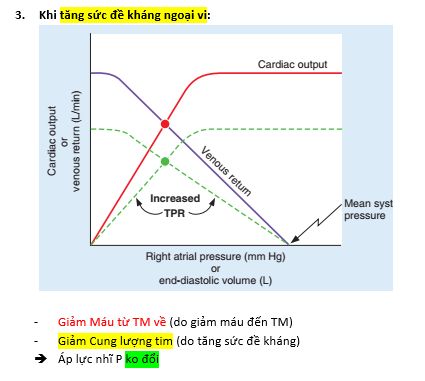 3. Khi tăng sức đề kháng ngoại vi:
Cardiac output
Cardiac output
or
venous return (L/min)
Venous return
Increased
TPR
Mean syst
pressure
Right atrial pressure (mm Hg)
or
end-diastolic volume (L)
- Giảm Máu từ TM về (do giảm máu đến TM)
- Giảm Cung lượng tim (do tăng sức đề kháng)
➔ Áp lực nhĩ P ko đổi